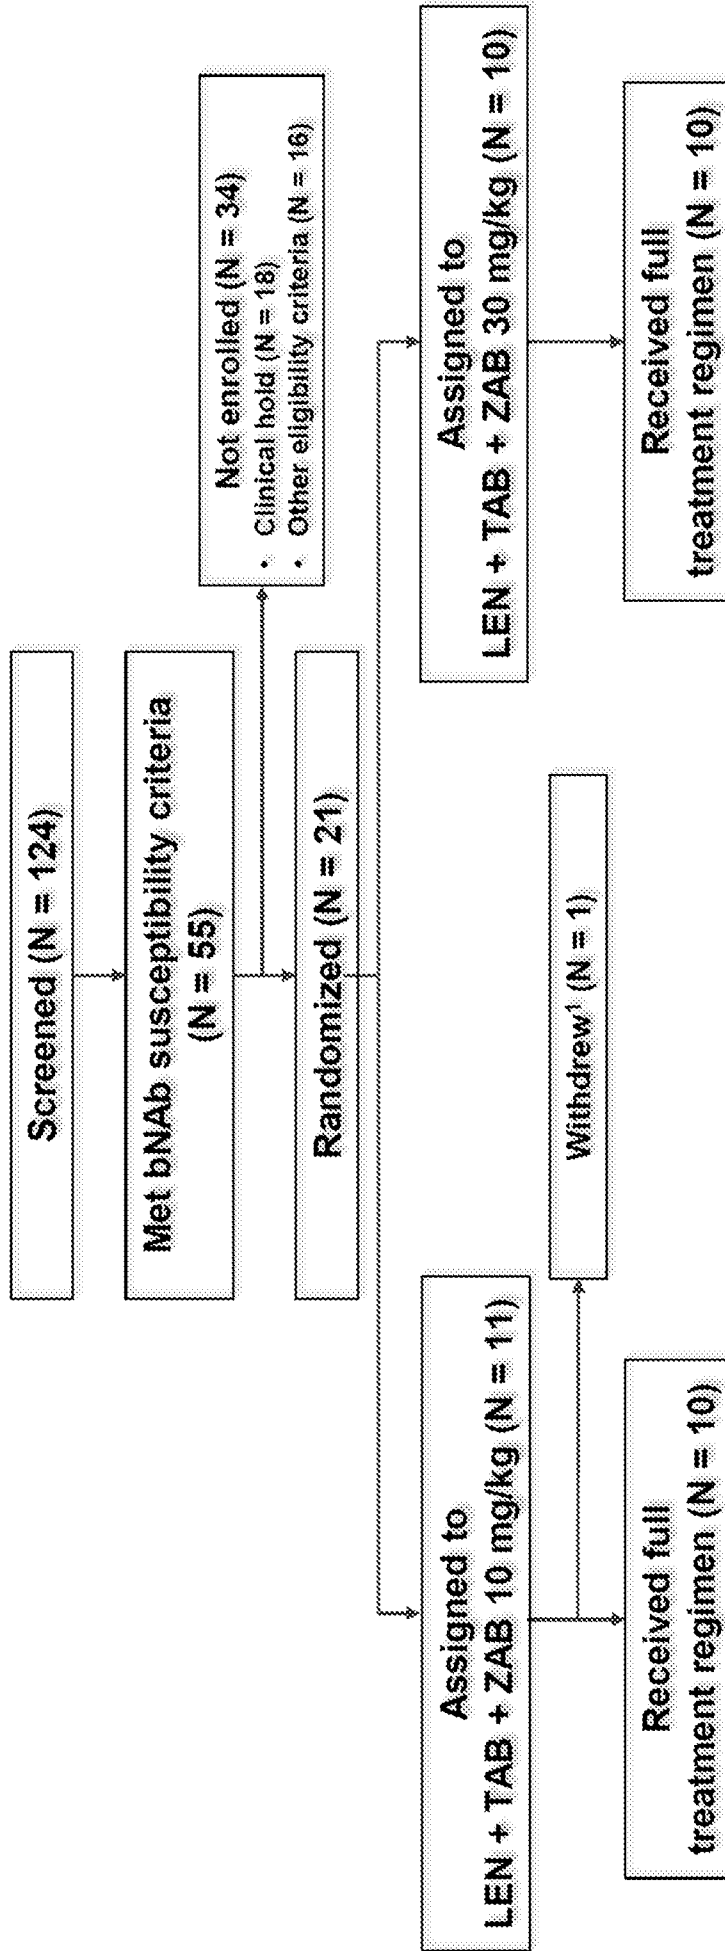 Screened (N = 124)
Met bNAb susceptibility criteria
(N = 55)
Not enrolled (N = 34)
• Clinical hold (N = 18)
• Other eligibility criteria (N = 16)
Randomized (N = 21)
Assigned to
LEN + TAB + ZAB 10 mg/kg (N = 11)
Assigned to
LEN + TAB + ZAB 30 mg/kg (N = 10)
Withdrew¹ (N = 1)
Received full
treatment regimen (N = 10)
Received full
treatment regimen (N = 10)